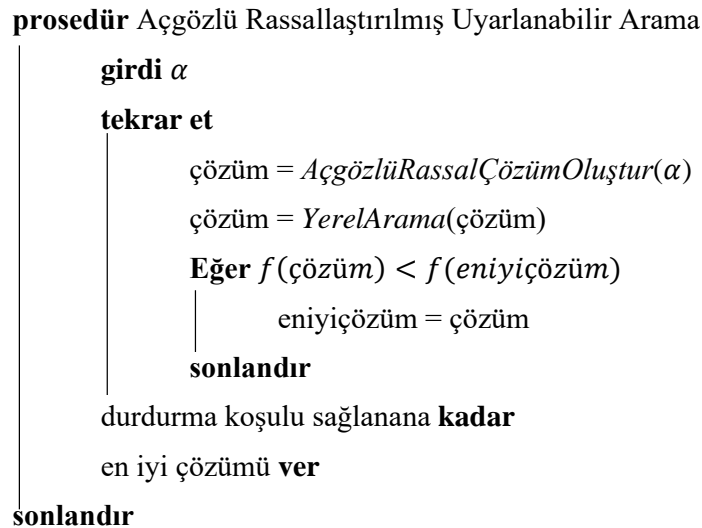 prosedür Açgözlü Rassallaştırılmış Uyarlanabilir Arama
girdi 𝛼
tekrar et
çözüm = AçgözlüRassalÇözümOluştur(𝛼)
çözüm = YerelArama(çözüm)
Eğer 𝑓(çözüm) < 𝑓(eniyiçözüm)
eniyiçözüm = çözüm
sonlandır
durdurma koşulu sağlanana kadar
en iyi çözümü ver
sonlandır